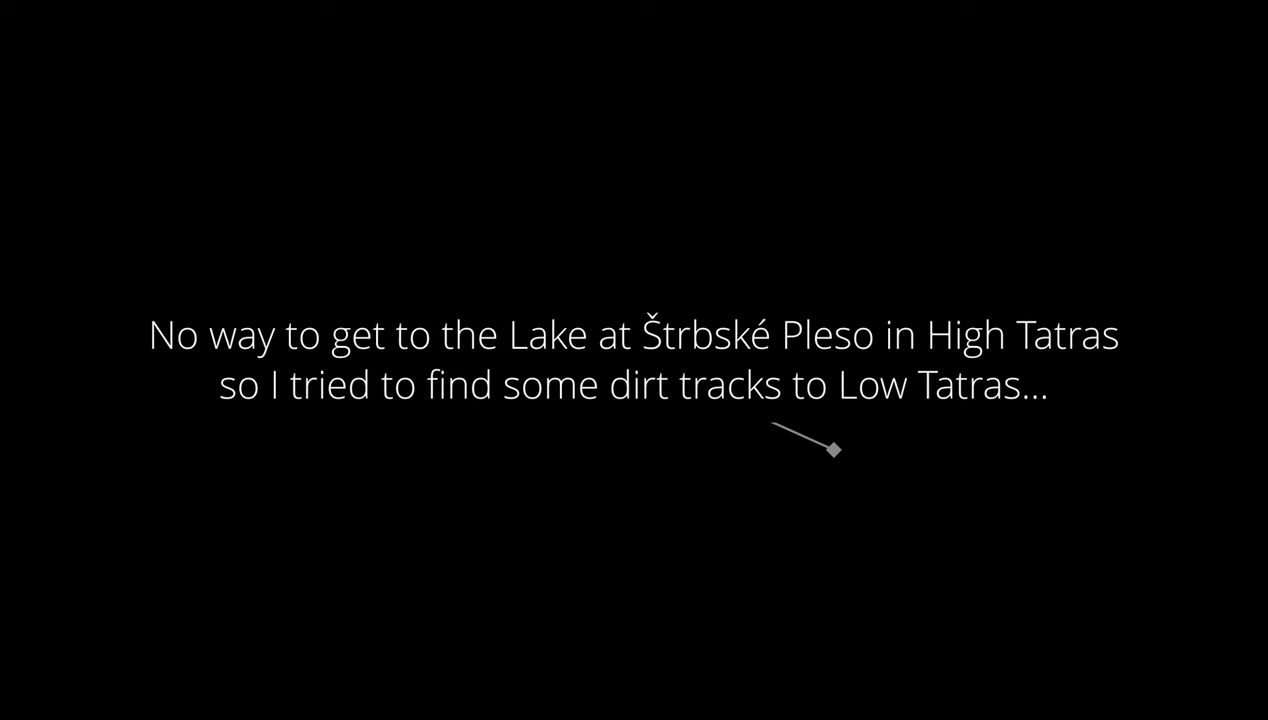 No way to get to the Lake at Štrbské Pleso in High Tatras
so I tried to find some dirt tracks to Low Tatras...